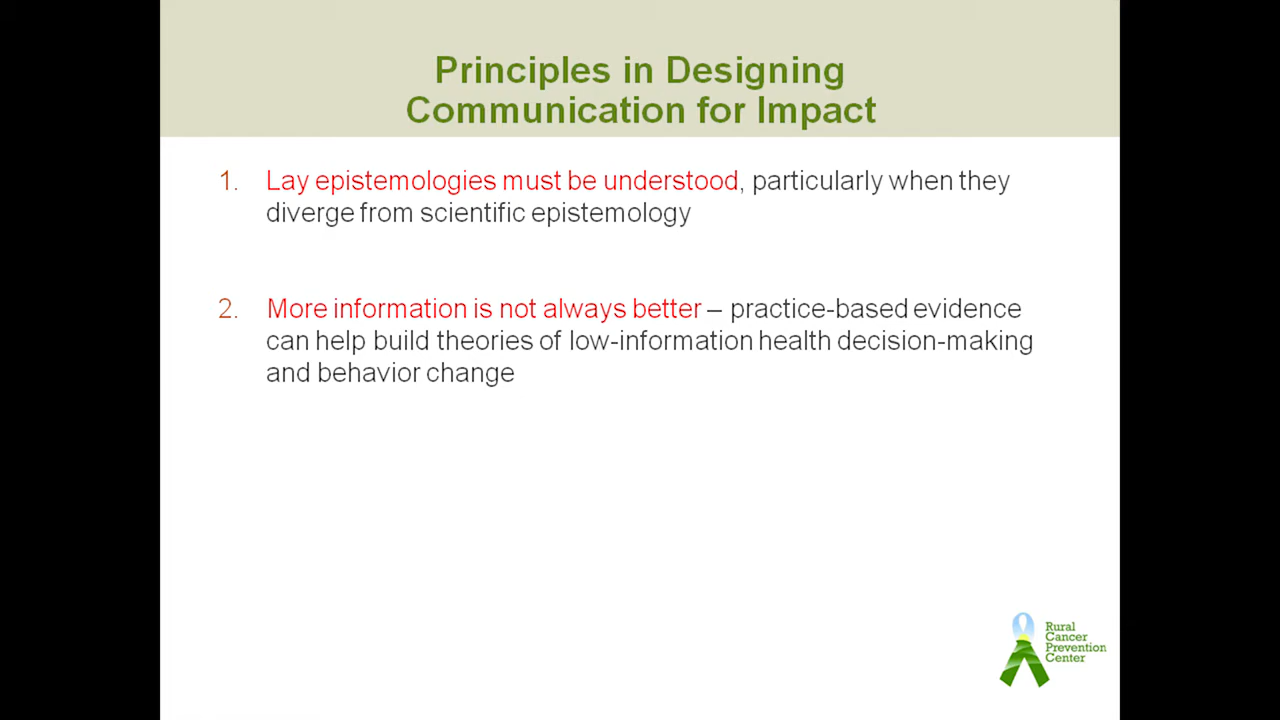 Principles in Designing
Communication for Impact
1. Lay epistemologies must be understood, particularly when they
diverge from scientific epistemology
2. More information is not always better – practice-based evidence
can help build theories of low-information health decision-making
and behavior change
Rural
Cancer
Prevention
Center